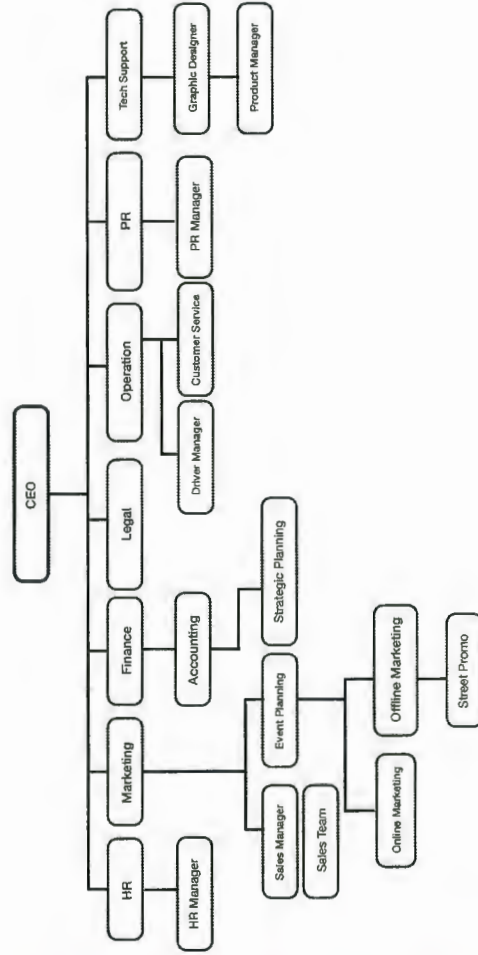 CEO
HR
Marketing
Finance
Legal
Operation
PR
Tech Support
HR Manager
Accounting
Driver Manager
Customer Service
PR Manager
Graphic Designer
Sales Manager
Event Planning
Strategic Planning
Product Manager
Sales Team
Online Marketing
Offline Marketing
Street Promo